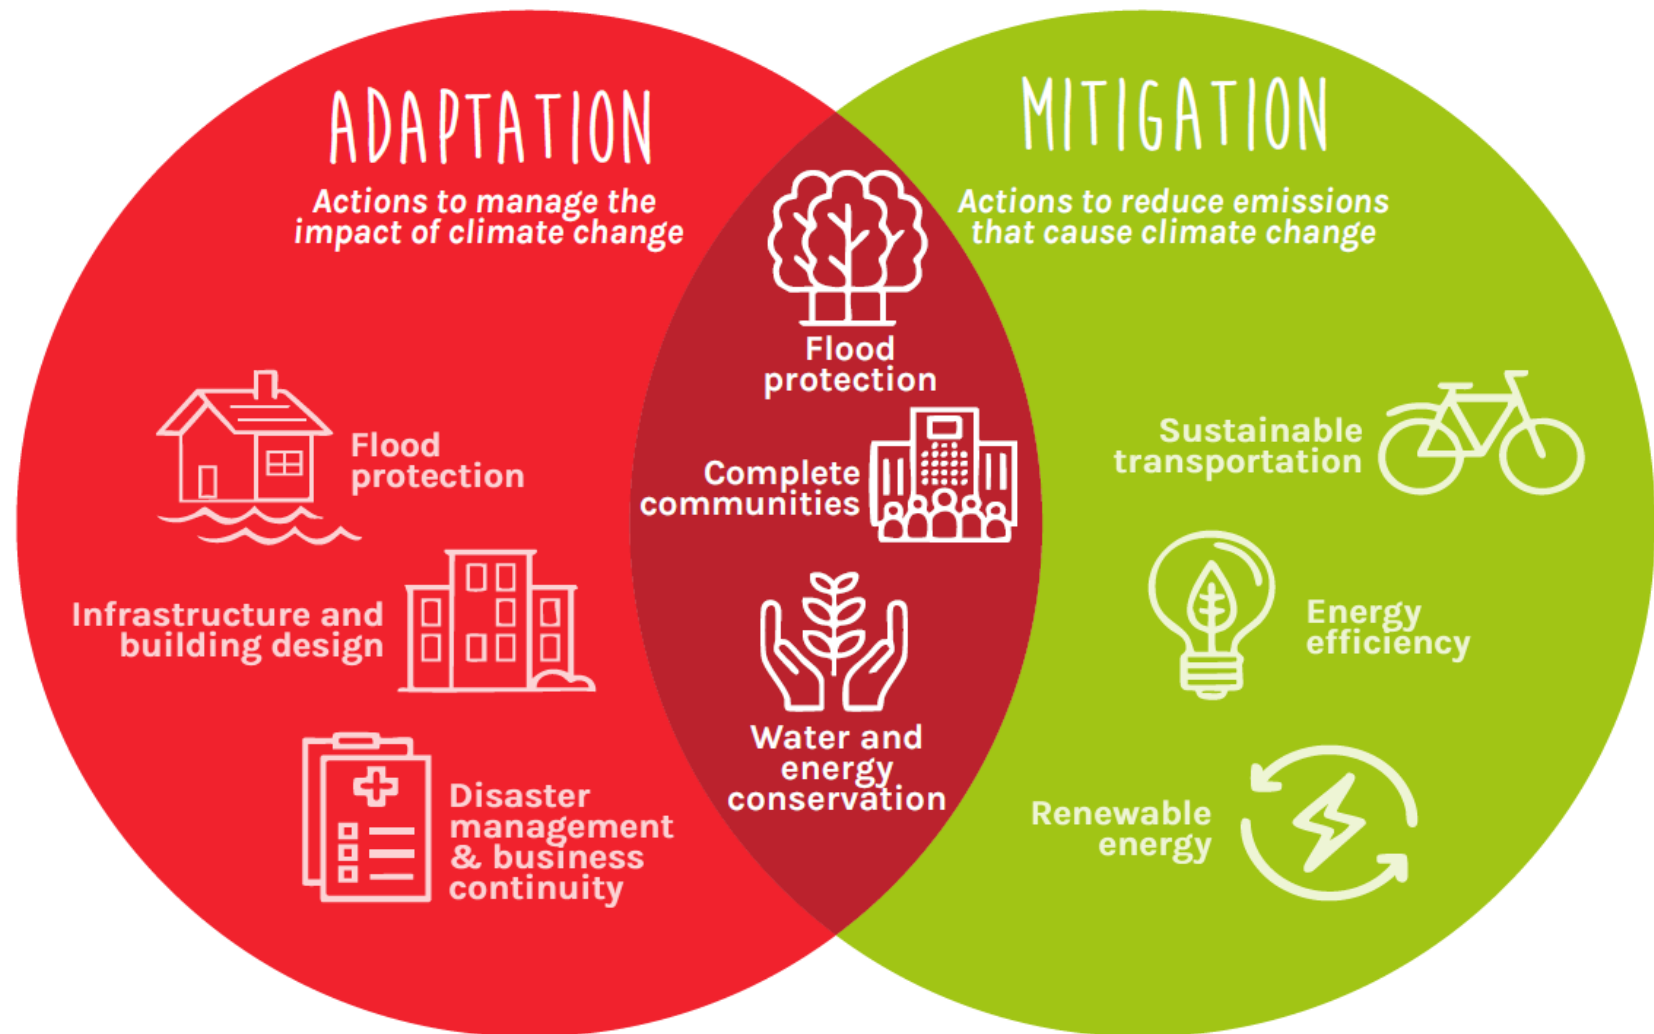 ADAPTATION
Actions to manage the
impact of climate change
Flood
protection
Infrastructure and
building design
Disaster
management
& business
continuity
Flood
protection
Complete
communities
Water and
energy
conservation
MITIGATION
Actions to reduce emissions
that cause climate change
Sustainable
transportation
Energy
efficiency
Renewable
energy